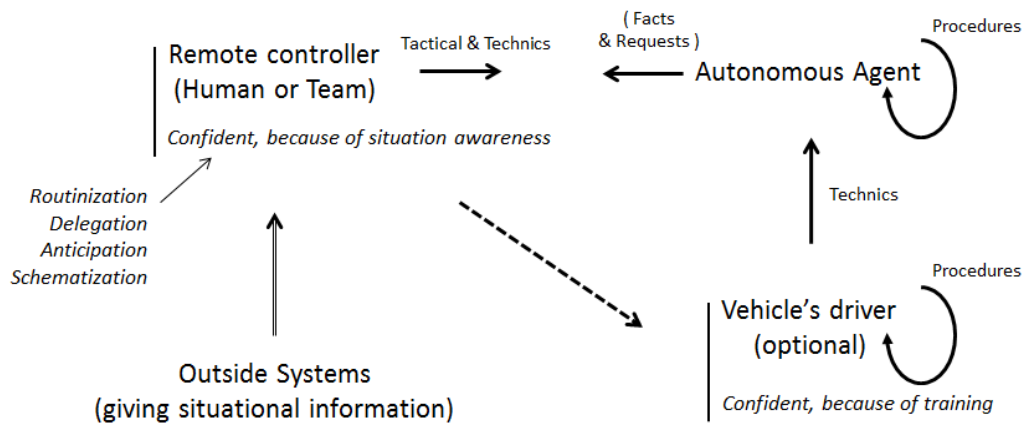 Remote controller
(Human or Team)
Confident, because of situation awareness
Tactical & Technics
( Facts
& Requests )
Autonomous Agent
Procedures
Routinization
Delegation
Anticipation
Schematization
Technics
Outside Systems
(giving situational information)
Vehicle's driver
(optional)
Procedures
Confident, because of training